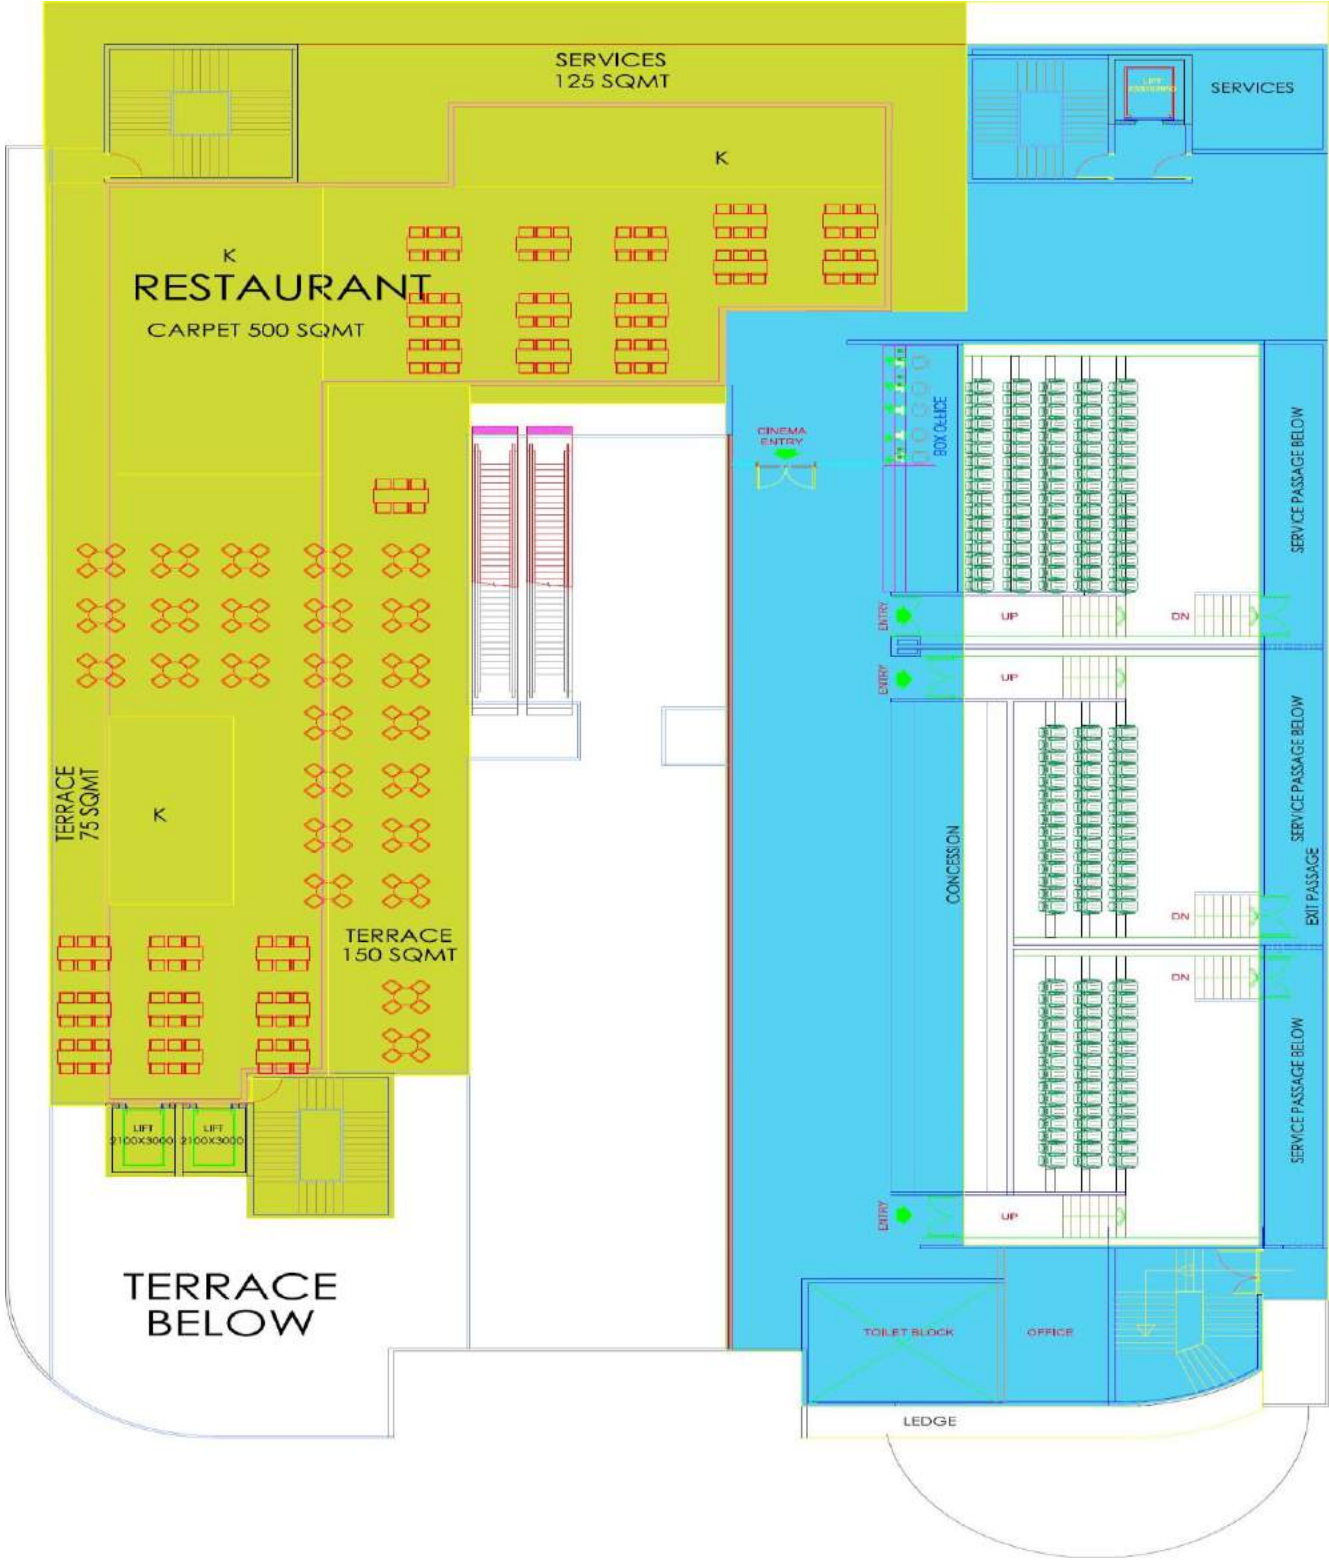 SERVICES
125 SQMT
LIFT
SERVICES
K
K
RESTAURANT
CARPET 500 SQMT
CINEMA
ENTRY
BOX OFFICE
SERVICE PASSAGE BELOW
ENTRY
UP
DN
ENTRY
UP
TERRACE
75 SQMT
K
CONCESSION
SERVICE PASSAGE BELOW
EXIT PASSAGE
DN
TERRACE
150 SQMT
DN
SERVICE PASSAGE BELOW
LIFT
2100X3000
LIFT
2100X3000
ENTRY
UP
TERRACE
BELOW
TOILET BLOCK
OFFICE
LEDGE